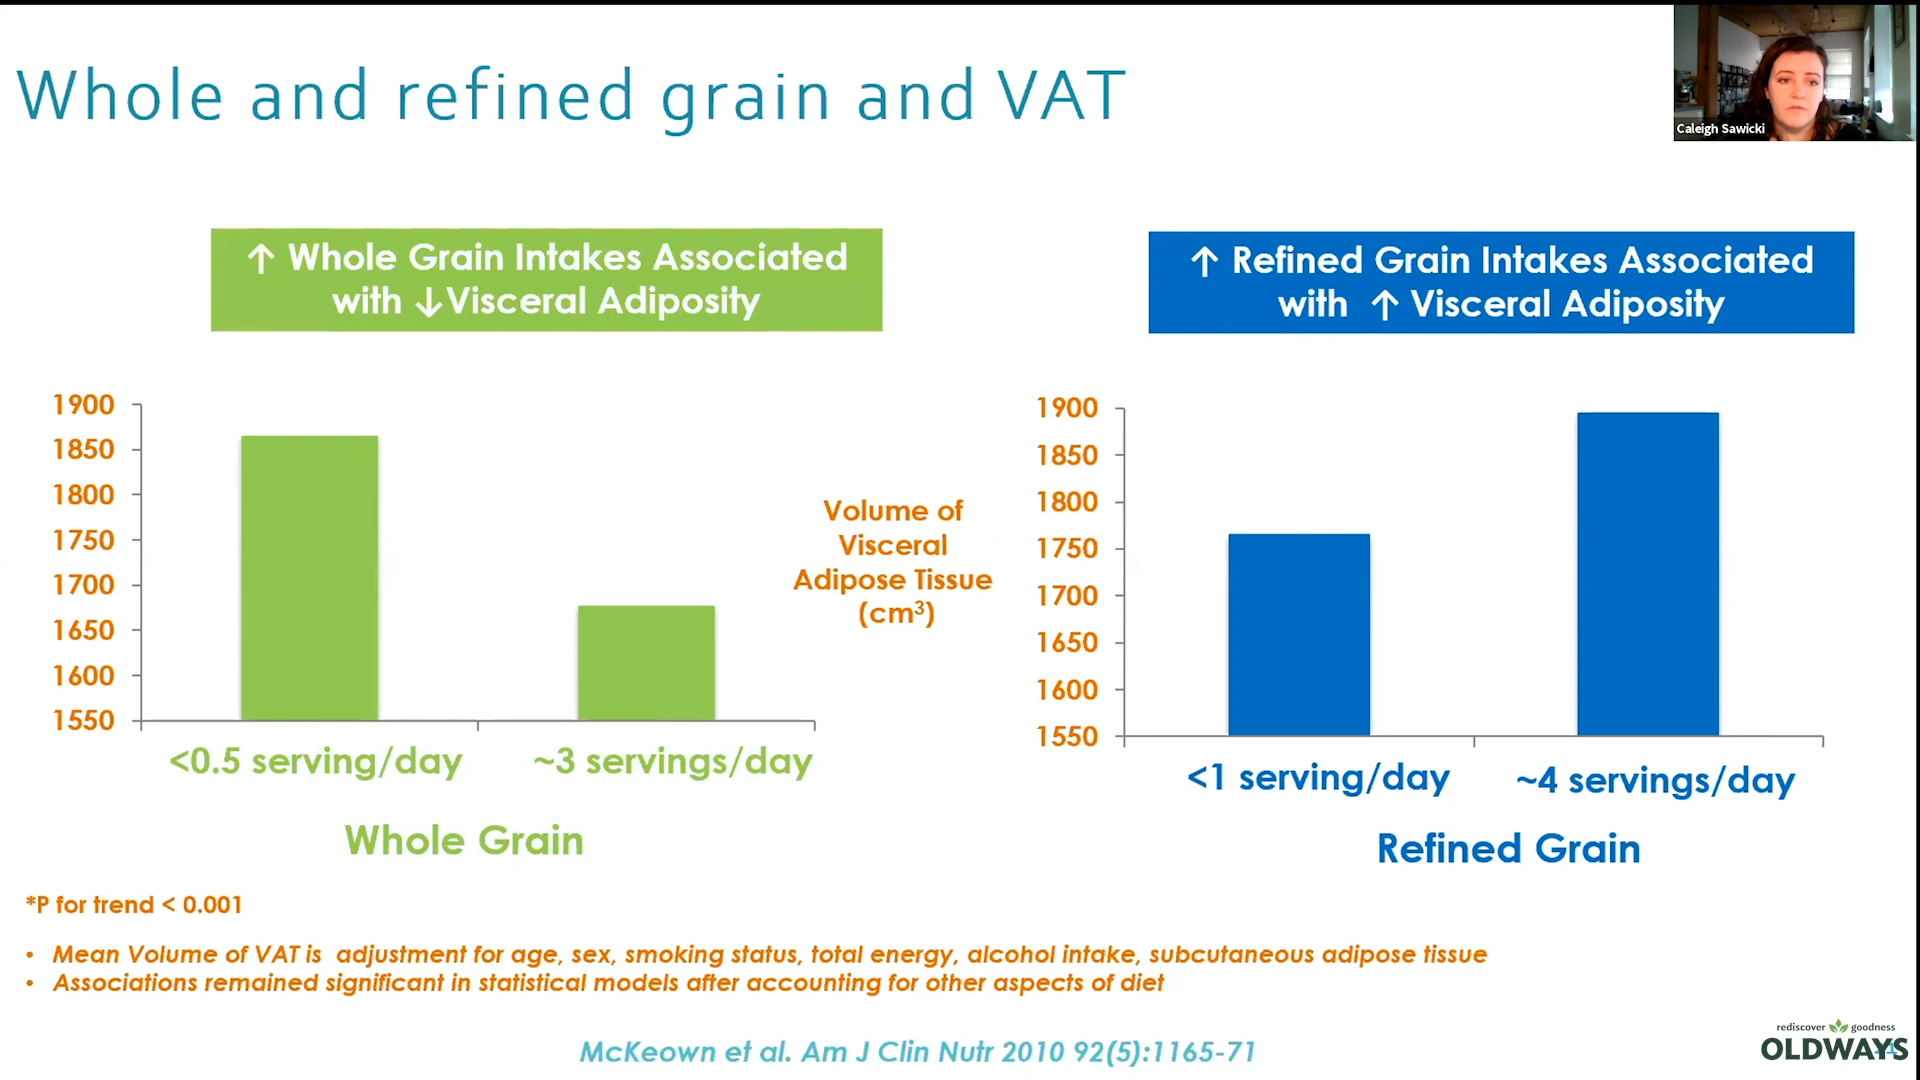 Whole and refined grain and VAT
Caleigh Sawicki
↑ Whole Grain Intakes Associated
with ↓Visceral Adiposity
↑ Refined Grain Intakes Associated
with ↑ Visceral Adiposity
1900
1850
1800
1750
1700
1650
1600
1550
<0.5 serving/day
~3 servings/day
Whole Grain
Volume of
Visceral
Adipose Tissue
(cm³)
1900
1850
1800
1750
1700
1650
1600
1550
<1 serving/day
~4 servings/day
Refined Grain
*P for trend < 0.001
• Mean Volume of VAT is adjustment for age, sex, smoking status, total energy, alcohol intake, subcutaneous adipose tissue
• Associations remained significant in statistical models after accounting for other aspects of diet
McKeown et al. Am J Clin Nutr 2010 92(5):1165-71
rediscover goodness
OLDWAYS